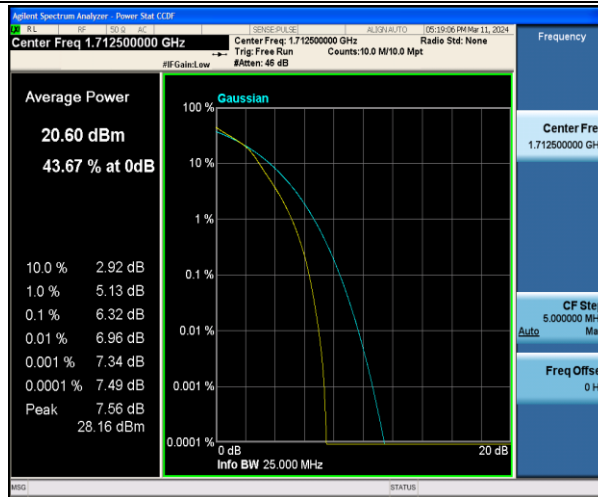 Agilent Spectrum Analyzer - Power Stat CCDF
RL RF 50 Ω AC SENSE:PULSE ALIGNAUTO 05:19:06 PM Mar 11, 2024
Center Freq 1.712500000 GHz
Center Freq: 1.712500000 GHz Radio Std: None
Trig: Free Run Counts:10.0 M/10.0 Mpt
#IFGain:Low #Atten: 46 dB
Frequency
Average Power
20.60 dBm
43.67 % at 0dB
10.0 % 2.92 dB
1.0 % 5.13 dB
0.1 % 6.32 dB
0.01 % 6.96 dB
0.001 % 7.34 dB
0.0001 % 7.49 dB
Peak 7.56 dB
28.16 dBm
Gaussian
100 %
10 %
1 %
0.1 %
0.01 %
0.001 %
0.0001 %
0 dB 20 dB
Info BW 25.000 MHz
Center Fre
1.712500000 GH
CF Ste
5.000000 MH
Auto Ma
Freq Offse
0 H
MSG STATUS